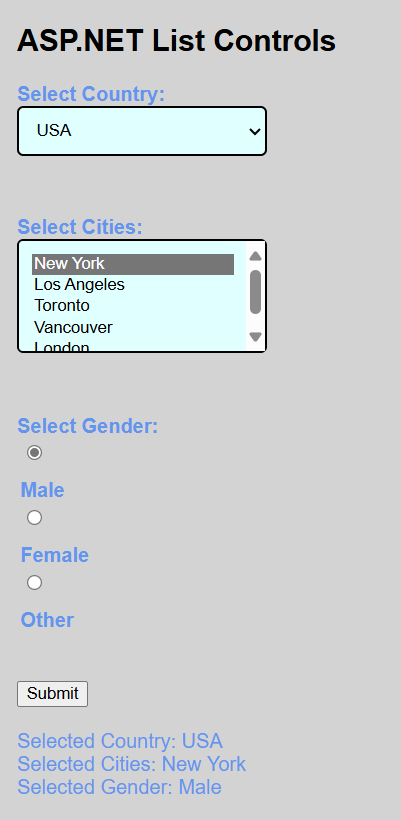 ASP.NET List Controls
Select Country:
USA
Select Cities:
New York
Los Angeles
Toronto
Vancouver
London
Select Gender:
Male
Female
Other
Submit
Selected Country: USA
Selected Cities: New York
Selected Gender: Male